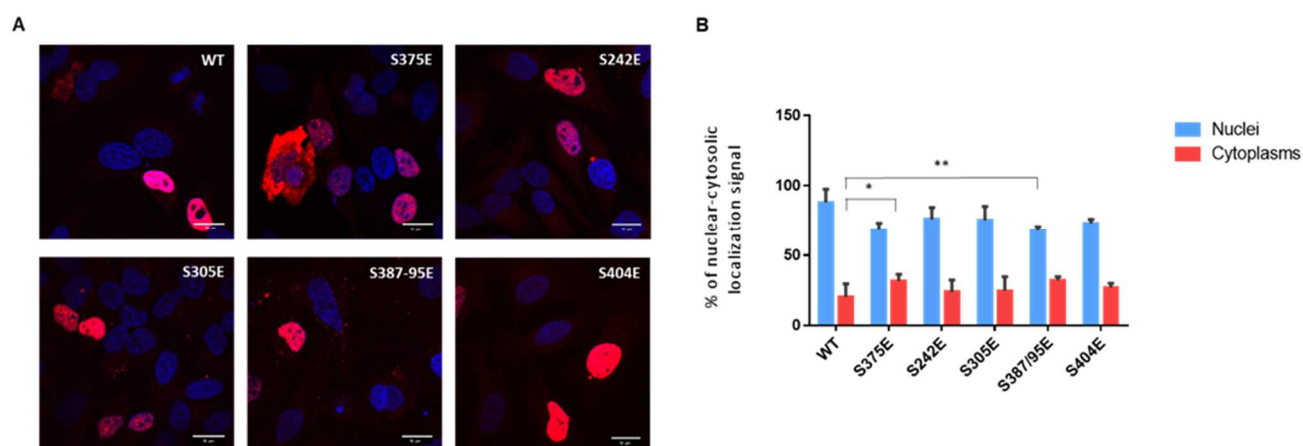 A
WT
S375E
S242E
S305E
S387-95E
S404E
B
% of nuclear-cytosolic
localization signal
150
100
50
0
*
**
WT
S375E
S242E
S305E
S387/95E
S404E
Nuclei
Cytoplasms